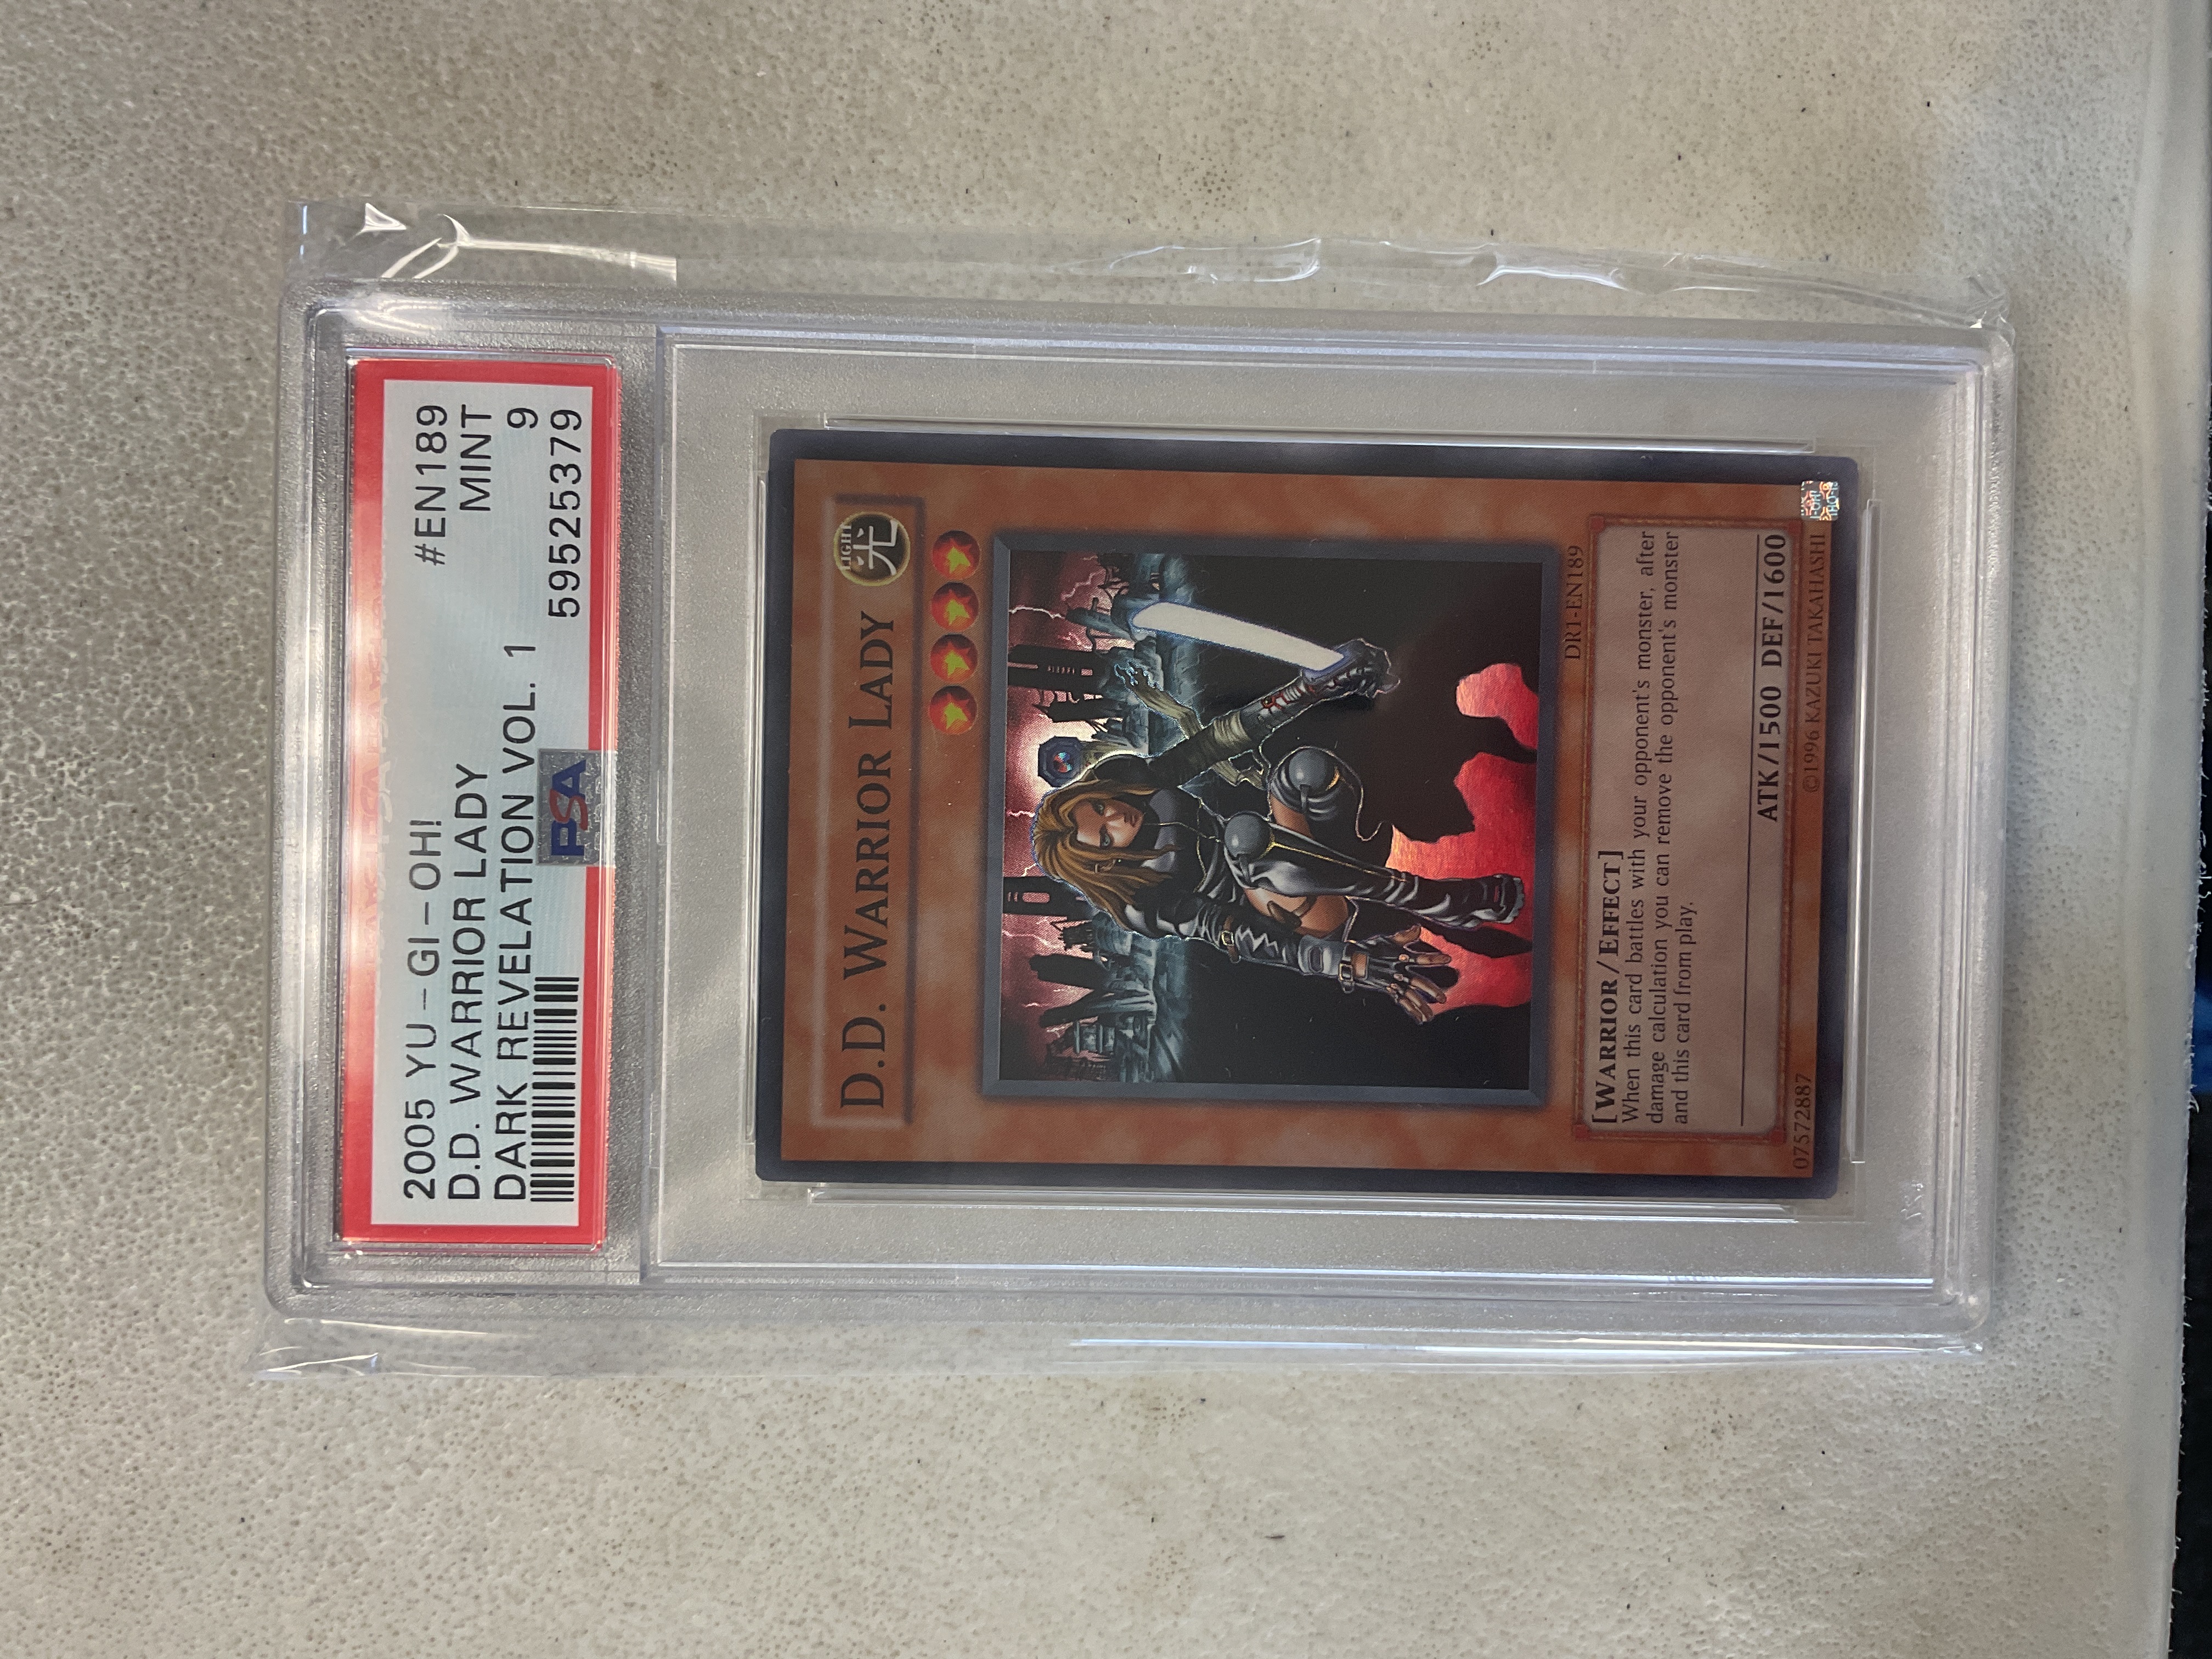 2005 YU-GI-OH! #EN189
D.D. WARRIOR LADY MINT
DARK REVELATION VOL. 1 9
59525379
PSA
D.D. WARRIOR LADY
LIGHT
光
DR1-EN189
[WARRIOR/EFFECT]
When this card battles with your opponent's monster, after
damage calculation you can remove the opponent's monster
and this card from play.
ATK/1500 DEF/1600
07572887 ©1996 KAZUKI TAKAHASHI